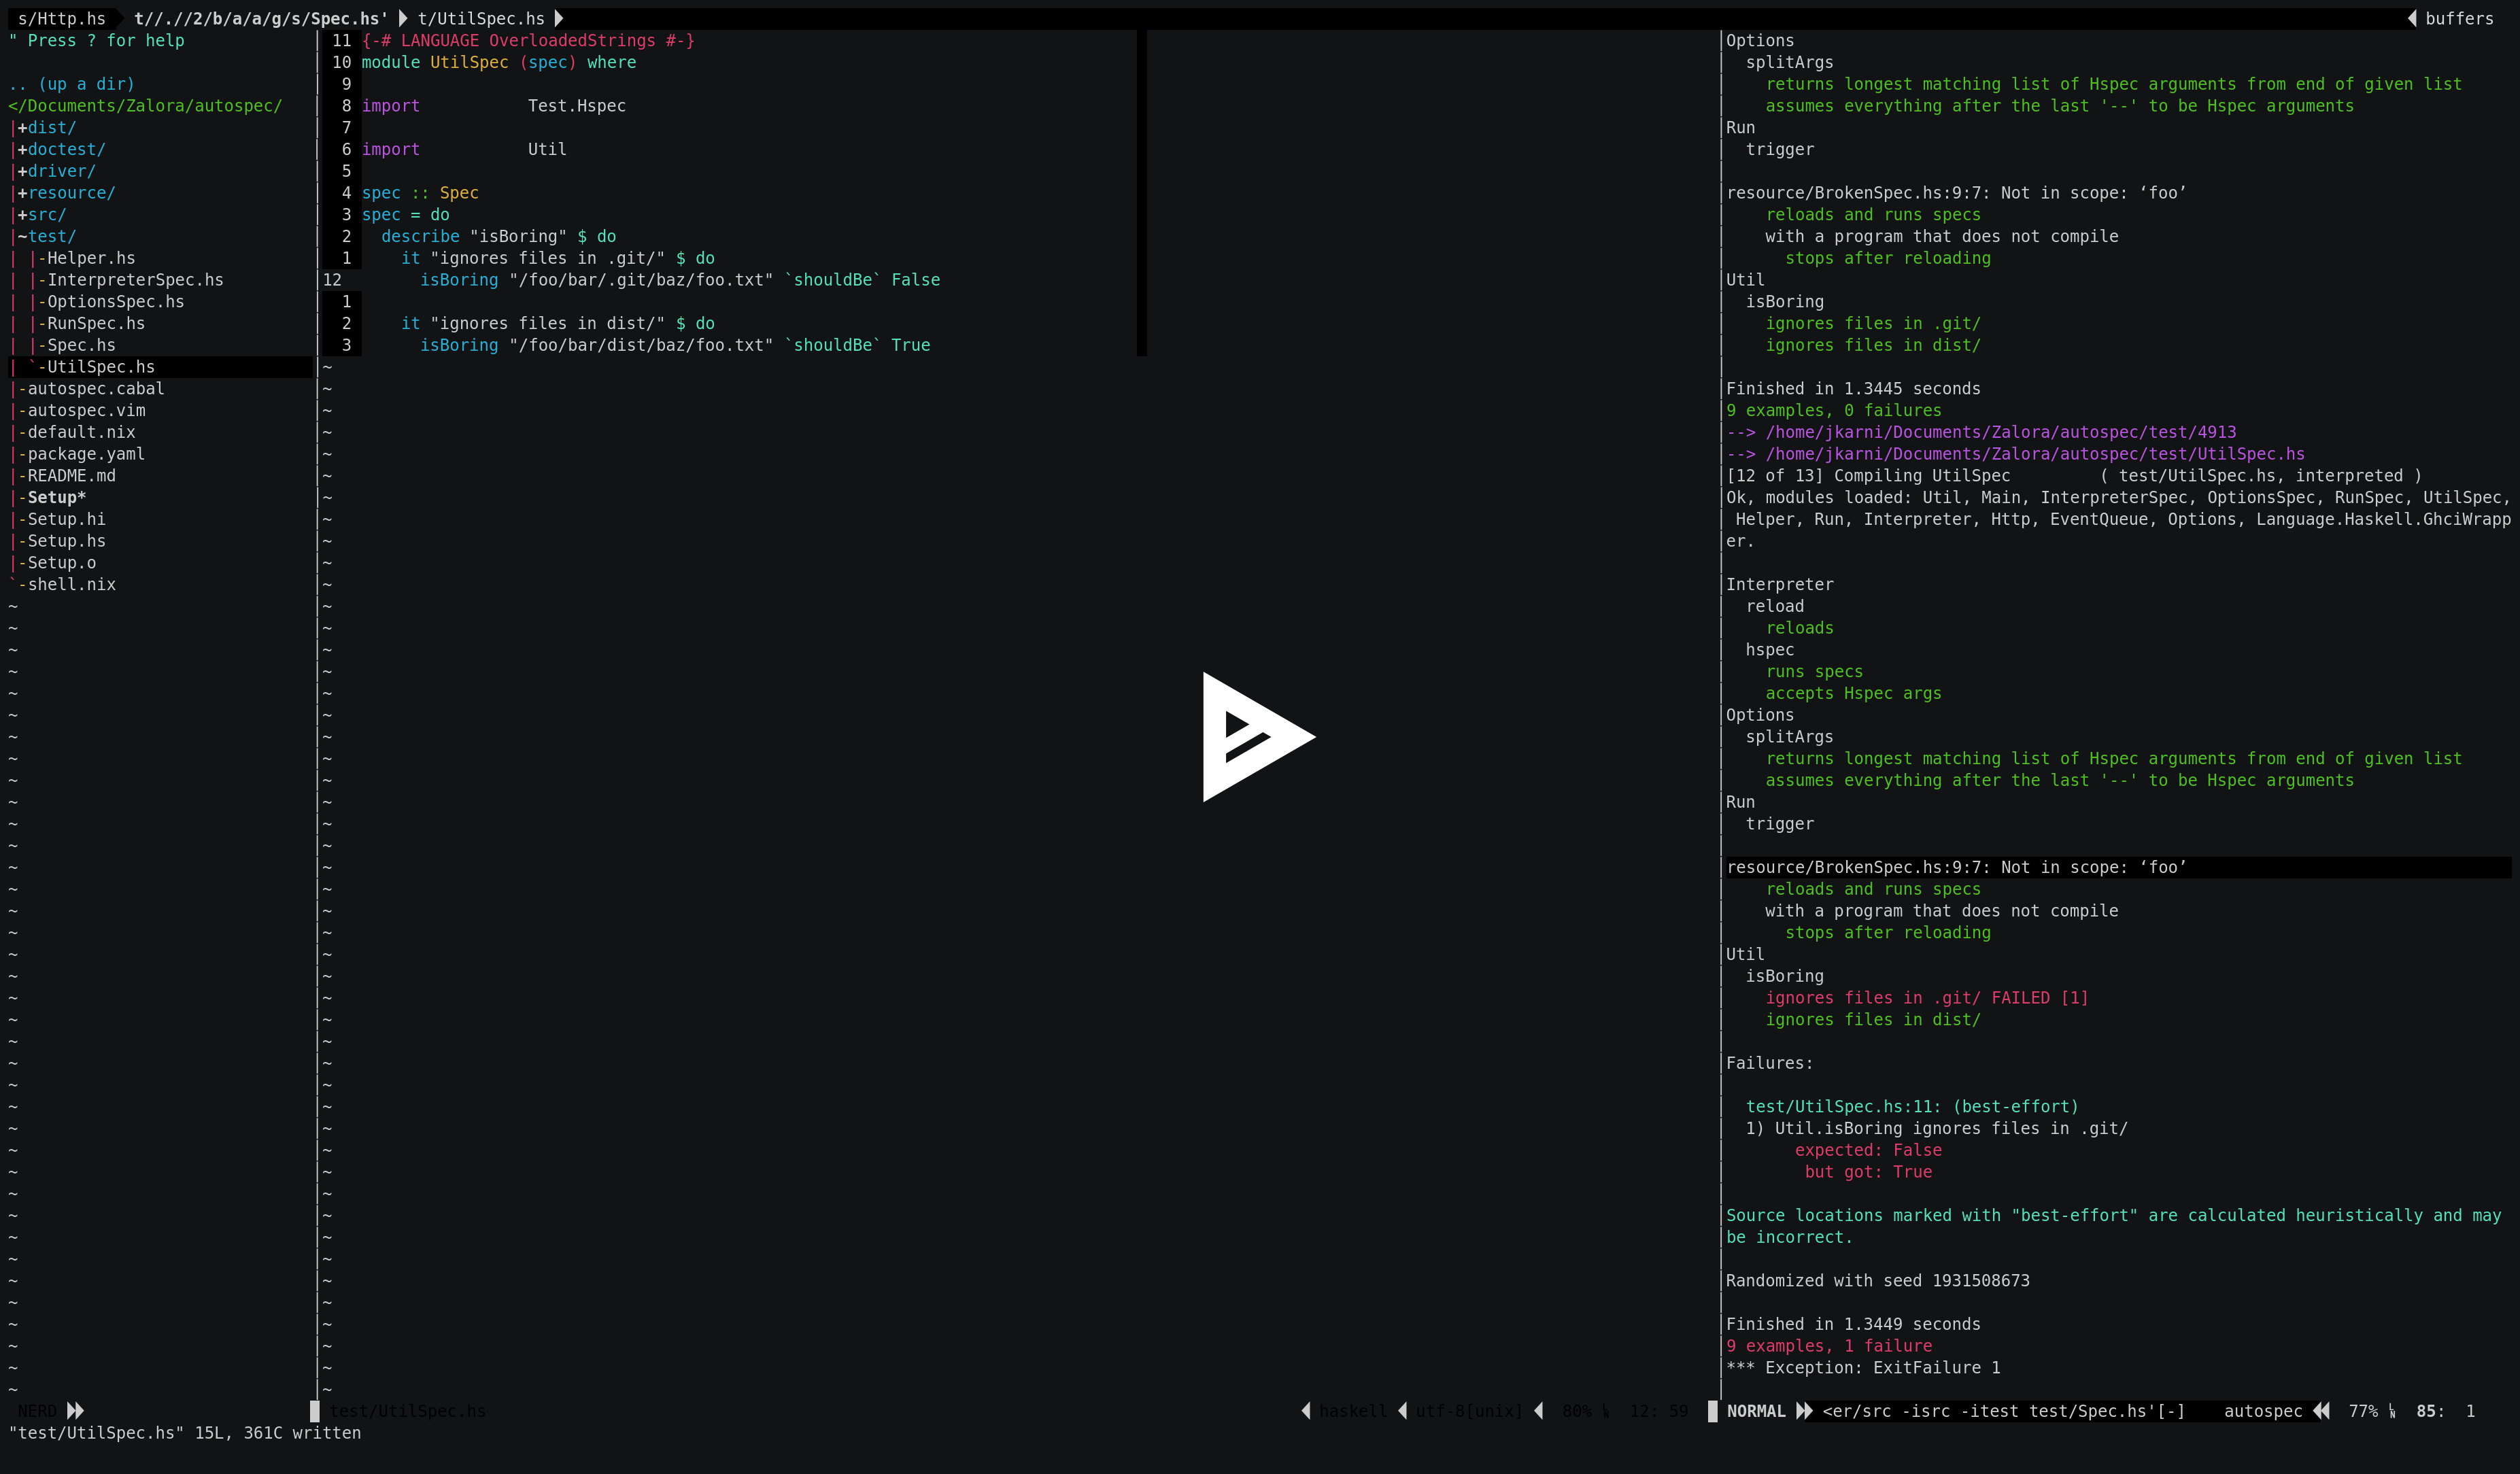 s/Http.hs  t//.//2/b/a/a/g/s/Spec.hs'  t/UtilSpec.hs  buffers
" Press ? for help

.. (up a dir)
</Documents/Zalora/autospec/
|+dist/
|+doctest/
|+driver/
|+resource/
|+src/
|~test/
| |-Helper.hs
| |-InterpreterSpec.hs
| |-OptionsSpec.hs
| |-RunSpec.hs
| |-Spec.hs
| `-UtilSpec.hs
|-autospec.cabal
|-autospec.vim
|-default.nix
|-package.yaml
|-README.md
|-Setup*
|-Setup.hi
|-Setup.hs
|-Setup.o
`-shell.nix
11 {-# LANGUAGE OverloadedStrings #-}
10 module UtilSpec (spec) where
9
8 import           Test.Hspec
7
6 import           Util
5
4 spec :: Spec
3 spec = do
2   describe "isBoring" $ do
1     it "ignores files in .git/" $ do
12       isBoring "/foo/bar/.git/baz/foo.txt" `shouldBe` False
1
2     it "ignores files in dist/" $ do
3       isBoring "/foo/bar/dist/baz/foo.txt" `shouldBe` True
Options
  splitArgs
    returns longest matching list of Hspec arguments from end of given list
    assumes everything after the last '--' to be Hspec arguments
Run
  trigger

resource/BrokenSpec.hs:9:7: Not in scope: ‘foo’
    reloads and runs specs
    with a program that does not compile
      stops after reloading
Util
  isBoring
    ignores files in .git/
    ignores files in dist/

Finished in 1.3445 seconds
9 examples, 0 failures
--> /home/jkarni/Documents/Zalora/autospec/test/4913
--> /home/jkarni/Documents/Zalora/autospec/test/UtilSpec.hs
[12 of 13] Compiling UtilSpec         ( test/UtilSpec.hs, interpreted )
Ok, modules loaded: Util, Main, InterpreterSpec, OptionsSpec, RunSpec, UtilSpec,
 Helper, Run, Interpreter, Http, EventQueue, Options, Language.Haskell.GhciWrapp
er.

Interpreter
  reload
    reloads
  hspec
    runs specs
    accepts Hspec args
Options
  splitArgs
    returns longest matching list of Hspec arguments from end of given list
    assumes everything after the last '--' to be Hspec arguments
Run
  trigger

resource/BrokenSpec.hs:9:7: Not in scope: ‘foo’
    reloads and runs specs
    with a program that does not compile
      stops after reloading
Util
  isBoring
    ignores files in .git/ FAILED [1]
    ignores files in dist/

Failures:

  test/UtilSpec.hs:11: (best-effort)
  1) Util.isBoring ignores files in .git/
       expected: False
        but got: True

Source locations marked with "best-effort" are calculated heuristically and may
be incorrect.

Randomized with seed 1931508673

Finished in 1.3449 seconds
9 examples, 1 failure
*** Exception: ExitFailure 1

NERD  test/UtilSpec.hs  haskell  utf-8[unix]  80%  12: 59  NORMAL  <er/src -isrc -itest test/Spec.hs'[-]  autospec  77%  85:  1
"test/UtilSpec.hs" 15L, 361C written